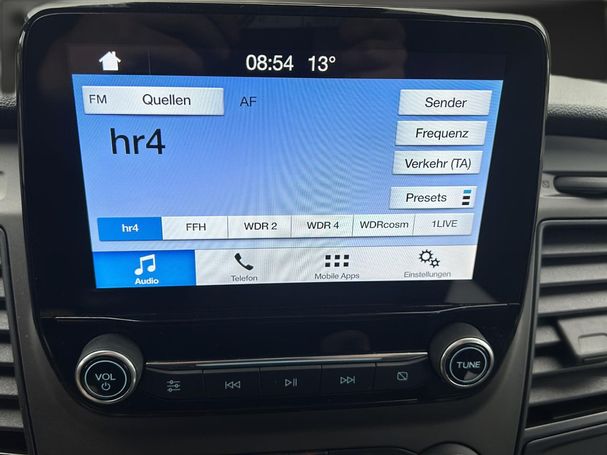 08:54 13°
FM Quellen AF
Sender
hr4
Frequenz
Verkehr (TA)
Presets
hr4 FFH WDR 2 WDR 4 WDRcosm 1LIVE
Audio Telefon Mobile Apps Einstellungen
VOL TUNE